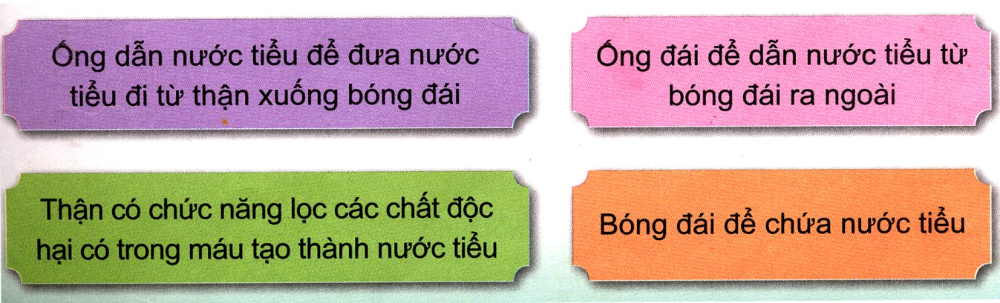 Ống dẫn nước tiểu để đưa nước
tiểu đi từ thận xuống bóng đái
Ống đái để dẫn nước tiểu từ
bóng đái ra ngoài
Thận có chức năng lọc các chất độc
hại có trong máu tạo thành nước tiểu
Bóng đái để chứa nước tiểu